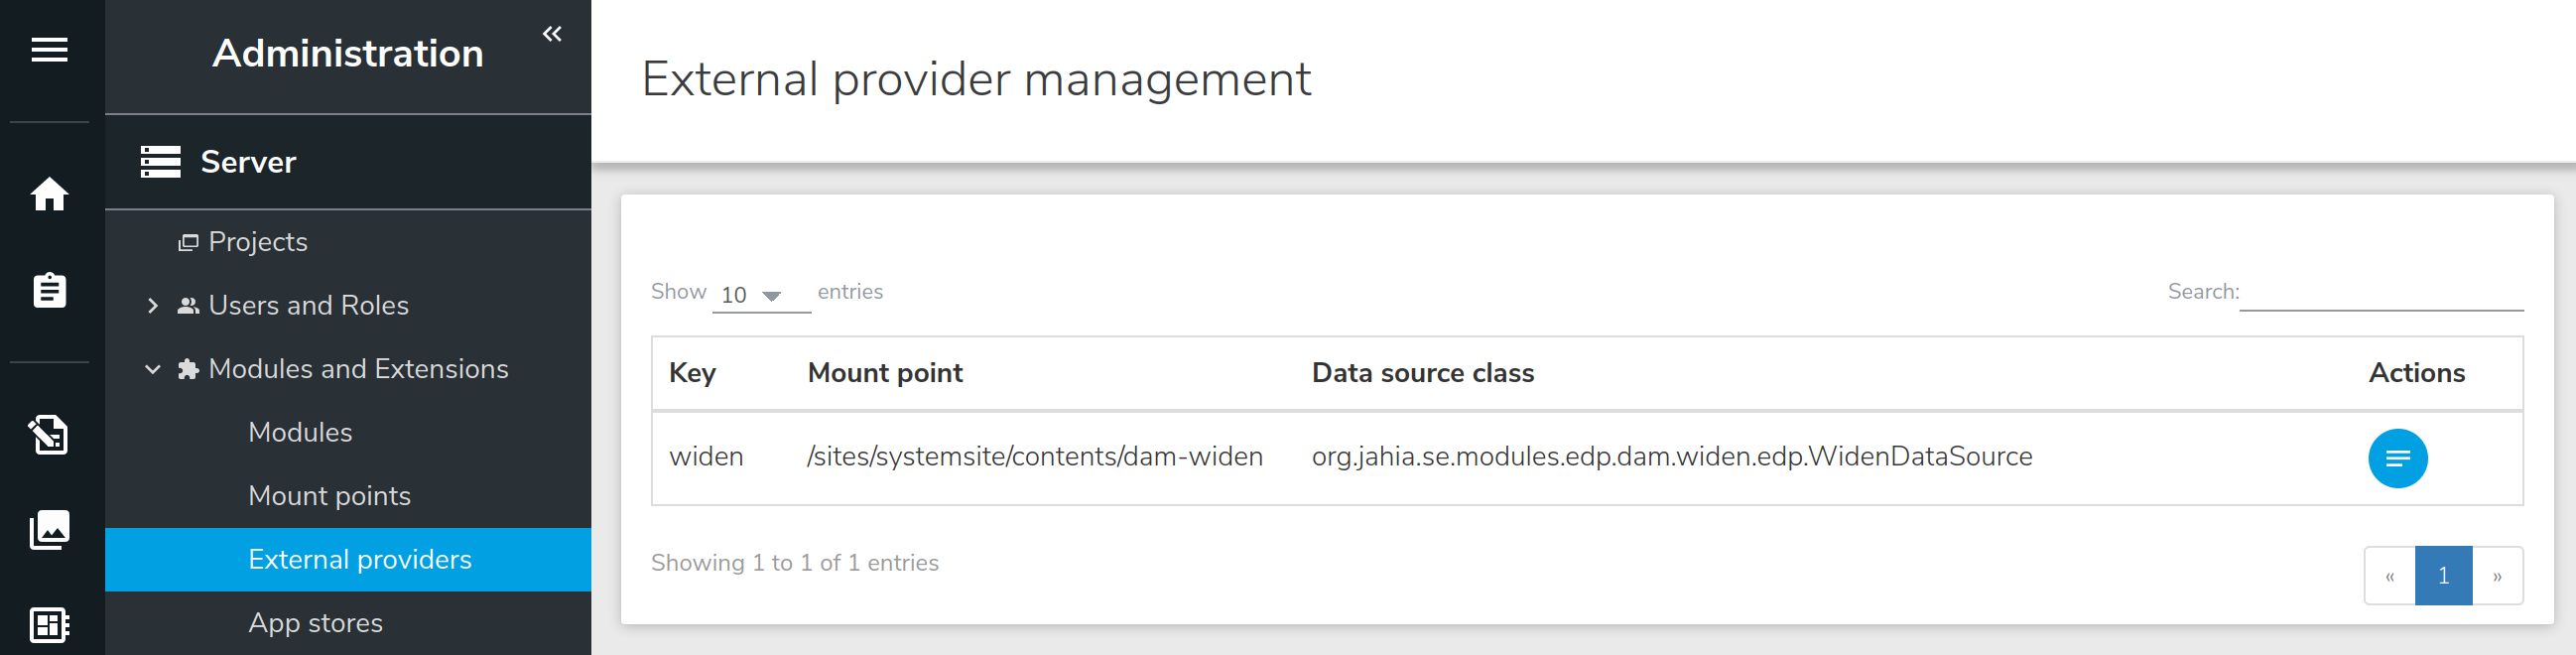 Administration
«
Server
Projects
Users and Roles
Modules and Extensions
Modules
Mount points
External providers
App stores
External provider management
Show 10 entries
Search:
Key Mount point Data source class Actions
widen /sites/systemsite/contents/dam-widen org.jahia.se.modules.edp.dam.widen.edp.WidenDataSource
Showing 1 to 1 of 1 entries
« 1 »